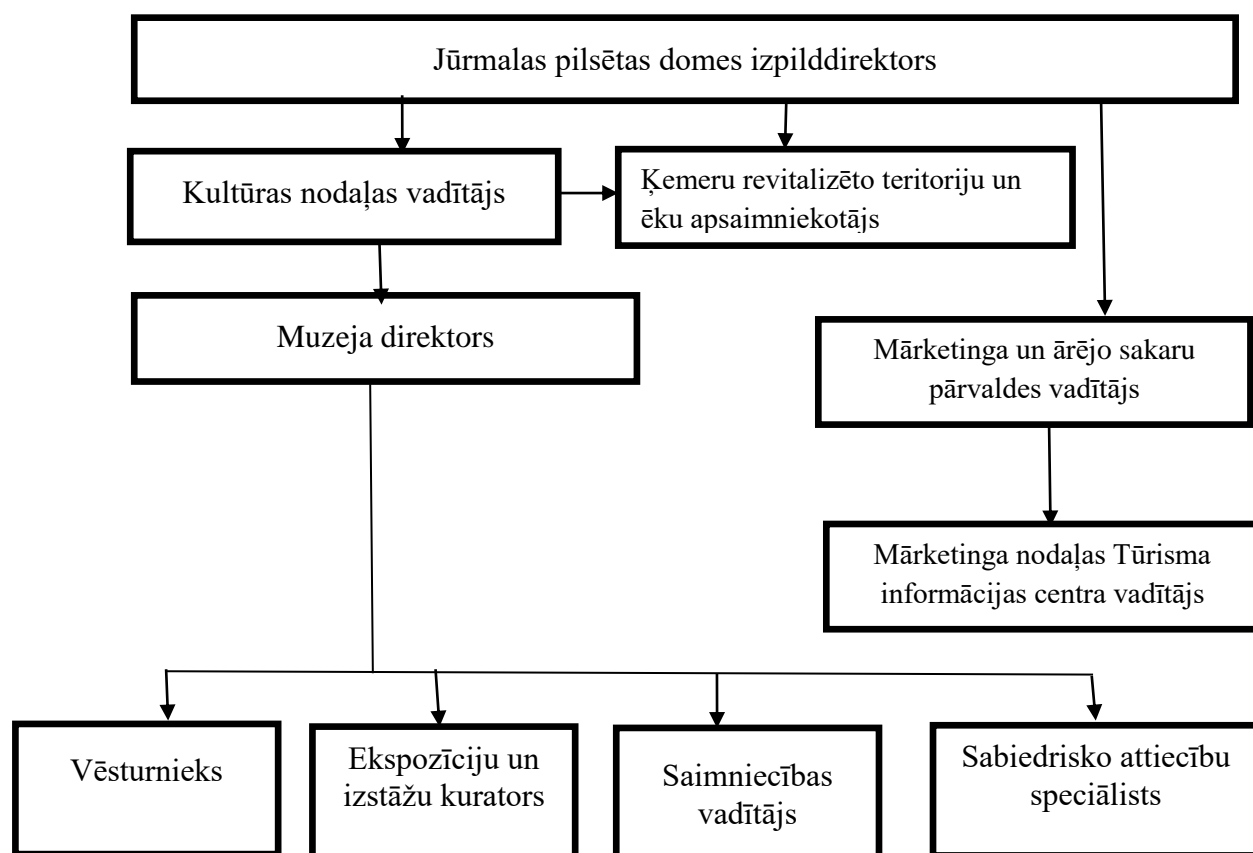 Jūrmalas pilsētas domes izpilddirektors
Kultūras nodaļas vadītājs
Ķemeru revitalizēto teritoriju un
ēku apsaimniekotājs
Muzeja direktors
Mārketinga un ārējo sakaru
pārvaldes vadītājs
Mārketinga nodaļas Tūrisma
informācijas centra vadītājs
Vēsturnieks
Ekspozīciju un
izstāžu kurators
Saimniecības
vadītājs
Sabiedrisko attiecību
speciālists